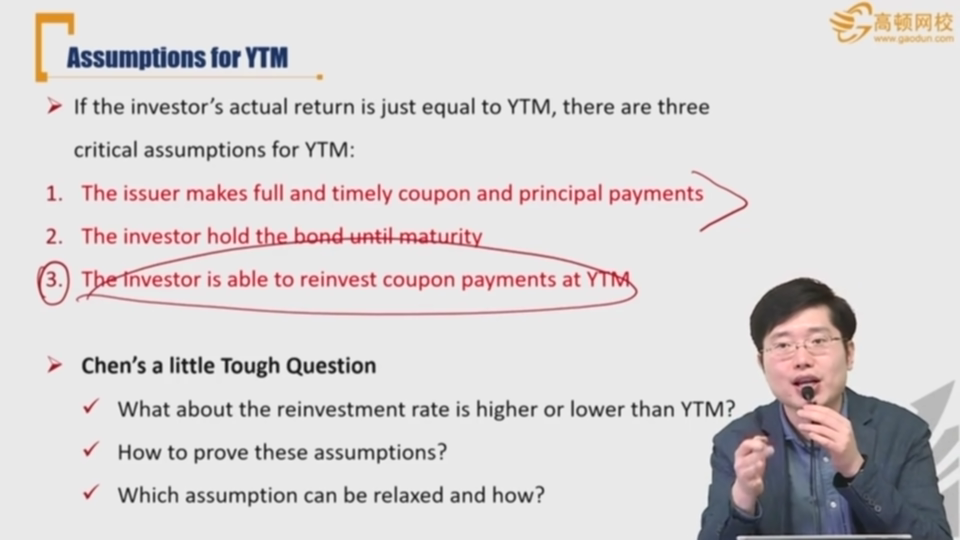 高顿网校
www.gaodun.com
Assumptions for YTM
If the investor's actual return is just equal to YTM, there are three
critical assumptions for YTM:
1. The issuer makes full and timely coupon and principal payments
2. The investor hold the bond until maturity
3. The investor is able to reinvest coupon payments at YTM
Chen's a little Tough Question
What about the reinvestment rate is higher or lower than YTM?
How to prove these assumptions?
Which assumption can be relaxed and how?